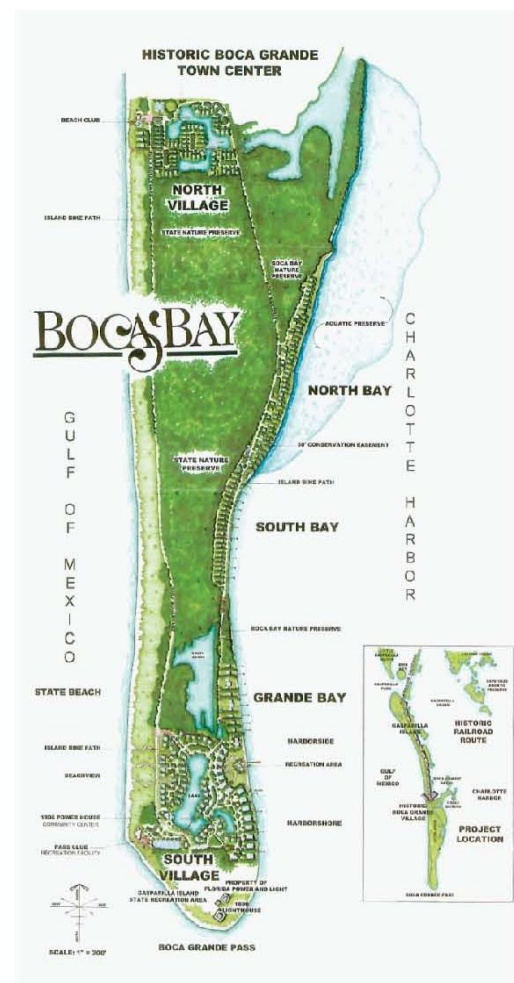 HISTORIC BOCA GRANDE
TOWN CENTER
BEACH CLUB
NORTH
VILLAGE
ISLAND BIKE PATH
STATE NATURE PRESERVE
BOCA BAY
NATURE
PRESERVE
BOCA BAY
AQUATIC PRESERVE
CHARLOTTE HARBOR
NORTH BAY
GULF OF MEXICO
CONSERVATION EASEMENT
STATE NATURE
PRESERVE
ISLAND BIKE PATH
SOUTH BAY
BOCA BAY NATURE PRESERVE
STATE BEACH
GRANDE BAY
ISLAND BIKE PATH
HARBORSIDE
RECREATION AREA
LAKE
COMMUNITY CENTER
HARBORSHORE
PASS CLUB
RECREATION FACILITY
SOUTH
VILLAGE
PROPERTY OF
FLORIDA POWER AND LIGHT
GASPARILLA ISLAND
STATE RECREATION AREA
LIGHTHOUSE
BOCA GRANDE PASS
SCALE: 1" = 200'
GASPARILLA
ISLAND
HISTORIC
RAILROAD
ROUTE
GULF
OF
MEXICO
CHARLOTTE
HARBOR
HISTORIC
BOCA GRANDE
VILLAGE
PROJECT
LOCATION
BOCA GRANDE PASS